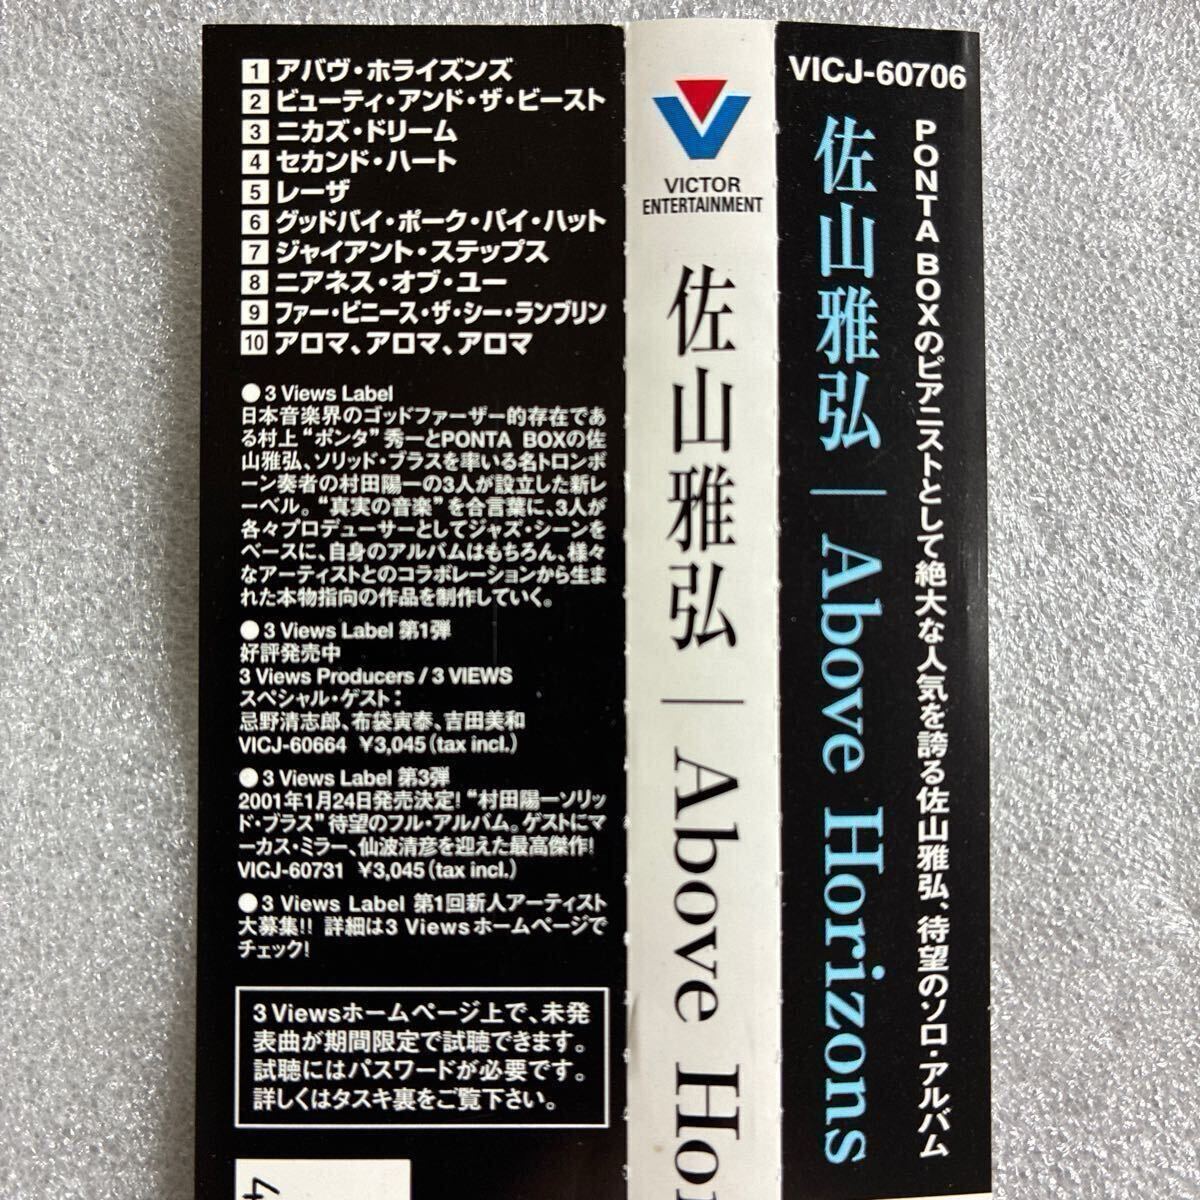 1 アバヴ・ホライズンズ
2 ビューティ・アンド・ザ・ビースト
3 ニカズ・ドリーム
4 セカンド・ハート
5 レーザ
6 グッドバイ・ポーク・パイ・ハット
7 ジャイアント・ステップス
8 ニアネス・オブ・ユー
9 ファー・ビニース・ザ・シー・ランブリン
10 アロマ、アロマ、アロマ
●3 Views Label
日本音楽界のゴッドファーザー的存在であ
る村上“ポンタ”秀一とPONTA BOXの佐
山雅弘、ソリッド・ブラスを率いる名トロンボ
ーン奏者の村田陽一の3人が設立した新レ
ーベル。“真実の音楽”を合言葉に、3人が
各々プロデューサーとしてジャズ・シーンを
ベースに、自身のアルバムはもちろん、様々
なアーティストとのコラボレーションから生ま
れた本物指向の作品を制作していく。
●3 Views Label 第1弾
好評発売中
3 Views Producers / 3 VIEWS
スペシャル・ゲスト:
忌野清志郎、布袋寅泰、吉田美和
VICJ-60664 ¥3,045(tax incl.)
●3 Views Label 第3弾
2001年1月24日発売決定!“村田陽一ソリッ
ド・ブラス”待望のフル・アルバム。ゲストにマ
ーカス・ミラー、仙波清彦を迎えた最高傑作!
VICJ-60731 ¥3,045(tax incl.)
●3 Views Label 第1回新人アーティスト
大募集!! 詳細は3 Viewsホームページで
チェック!
3 Viewsホームページ上で、未発
表曲が期間限定で試聴できます。
試聴にはパスワードが必要です。
詳しくはタスキ裏をご覧下さい。
4
VICTOR
ENTERTAINMENT
佐山雅弘 | Above Hor
VICJ-60706
PONTA BOXのピアニストとして絶大な人気を誇る佐山雅弘、待望のソロ・アルバム
佐山雅弘 | Above Horizons